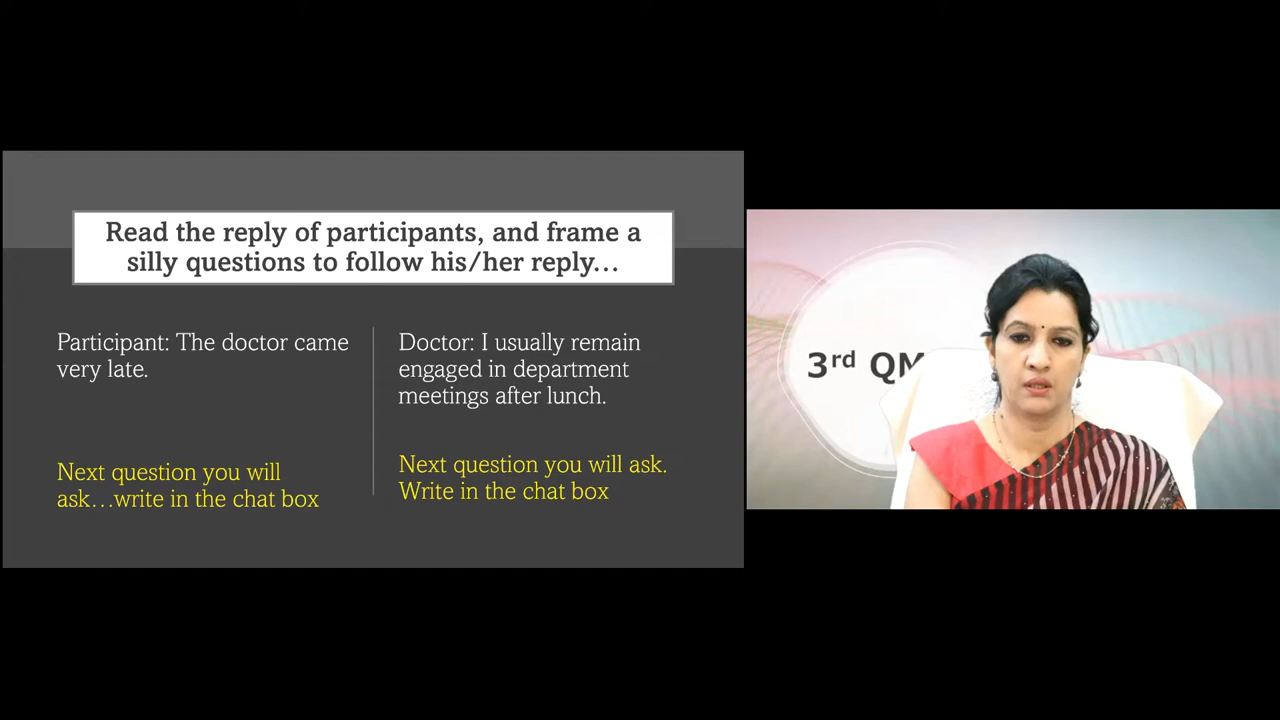 Read the reply of participants, and frame a
silly questions to follow his/her reply...
Participant: The doctor came
very late.
Next question you will
ask...write in the chat box
Doctor: I usually remain
engaged in department
meetings after lunch.
Next question you will ask.
Write in the chat box
3rd QM